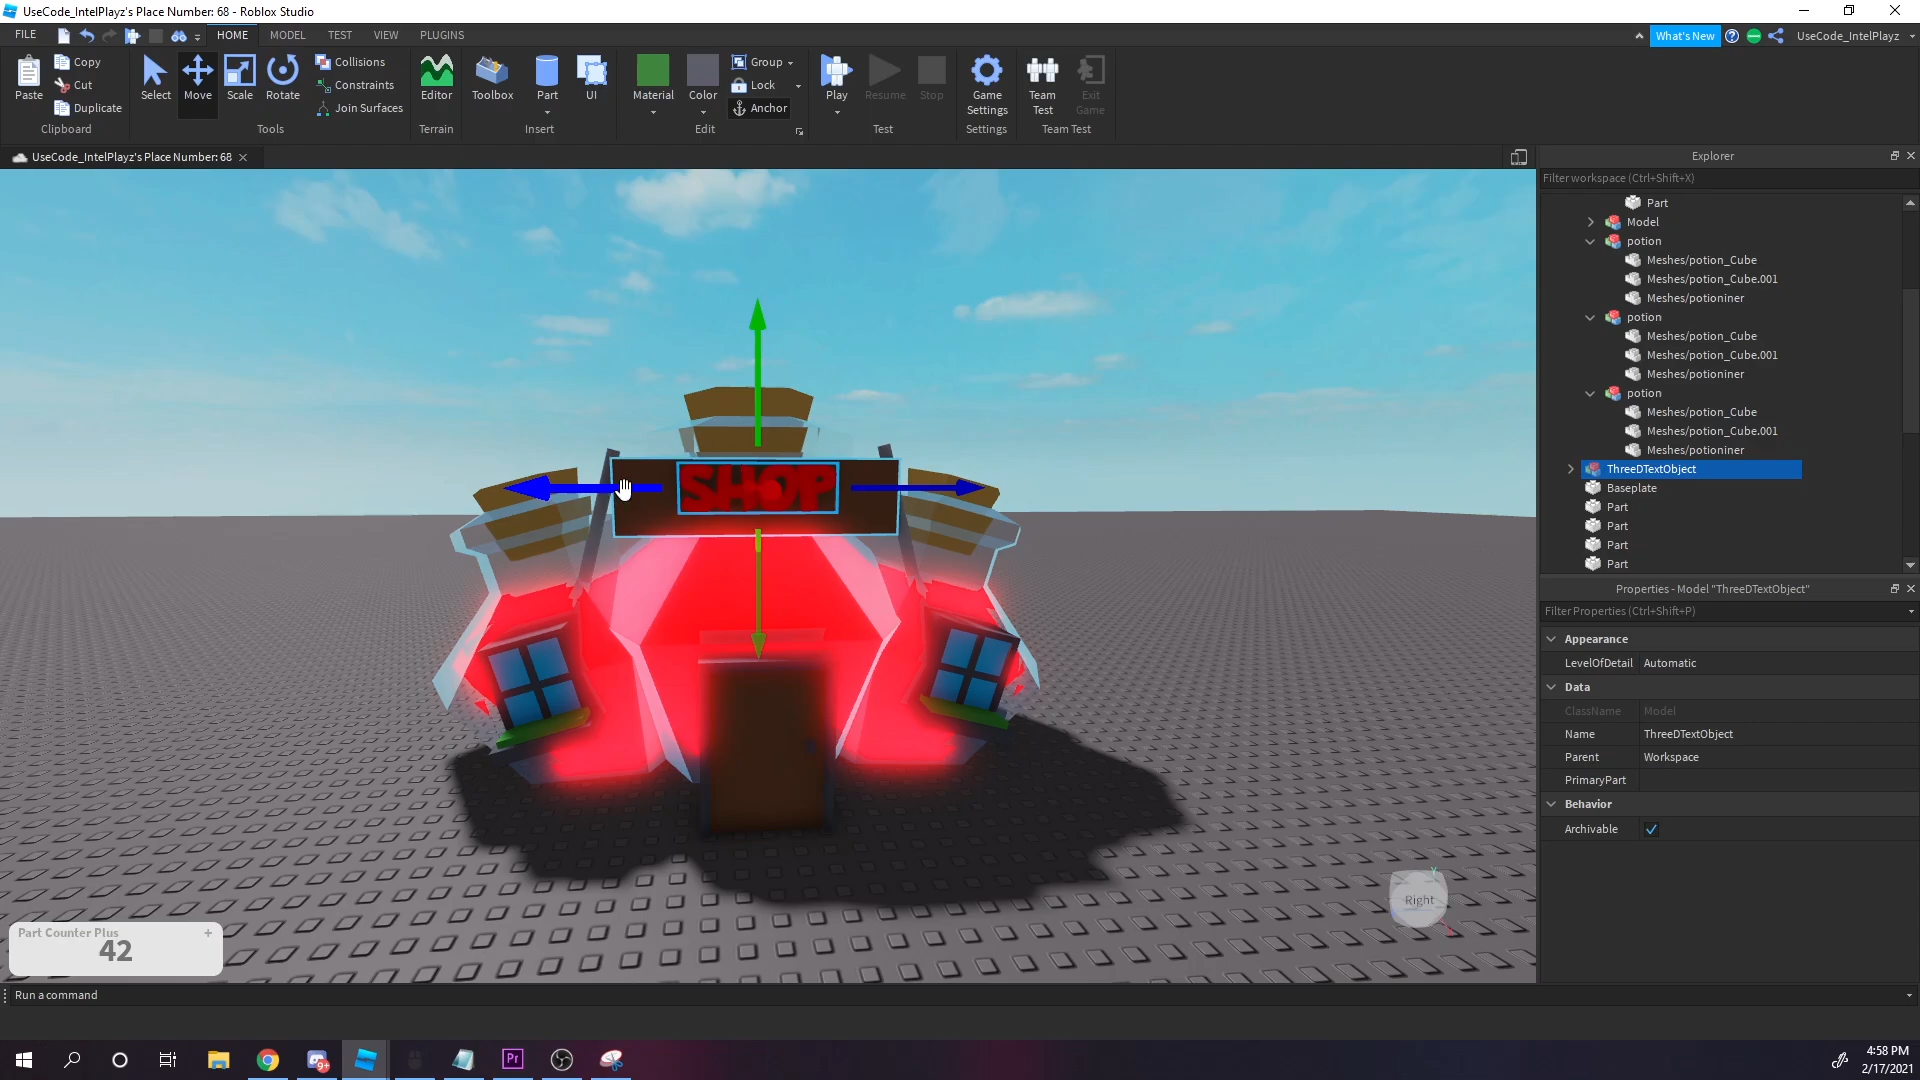 UseCode_IntelPlayz's Place Number: 68 - Roblox Studio
FILE
HOME
MODEL
TEST
VIEW
PLUGINS
What's New
UseCode_IntelPlayz
Paste
Copy
Cut
Duplicate
Clipboard
Select
Move
Scale
Rotate
Collisions
Constraints
Join Surfaces
Tools
Editor
Terrain
Toolbox
Part
UI
Insert
Material
Color
Group
Lock
Anchor
Edit
Play
Resume
Stop
Test
Game
Settings
Settings
Team
Test
Exit
Game
Team Test
UseCode_IntelPlayz's Place Number: 68
Explorer
Filter workspace (Ctrl+Shift+X)
Part
Model
potion
Meshes/potion_Cube
Meshes/potion_Cube.001
Meshes/potioniner
potion
Meshes/potion_Cube
Meshes/potion_Cube.001
Meshes/potioniner
potion
Meshes/potion_Cube
Meshes/potion_Cube.001
Meshes/potioniner
ThreeDTextObject
Baseplate
Part
Part
Part
Part
Properties - Model "ThreeDTextObject"
Filter Properties (Ctrl+Shift+P)
Appearance
LevelOfDetail Automatic
Data
ClassName Model
Name ThreeDTextObject
Parent Workspace
PrimaryPart
Behavior
Archivable
SHOP
Y
Right
Part Counter Plus +
42
Run a command
9+
Pr
4:58 PM
2/17/2021